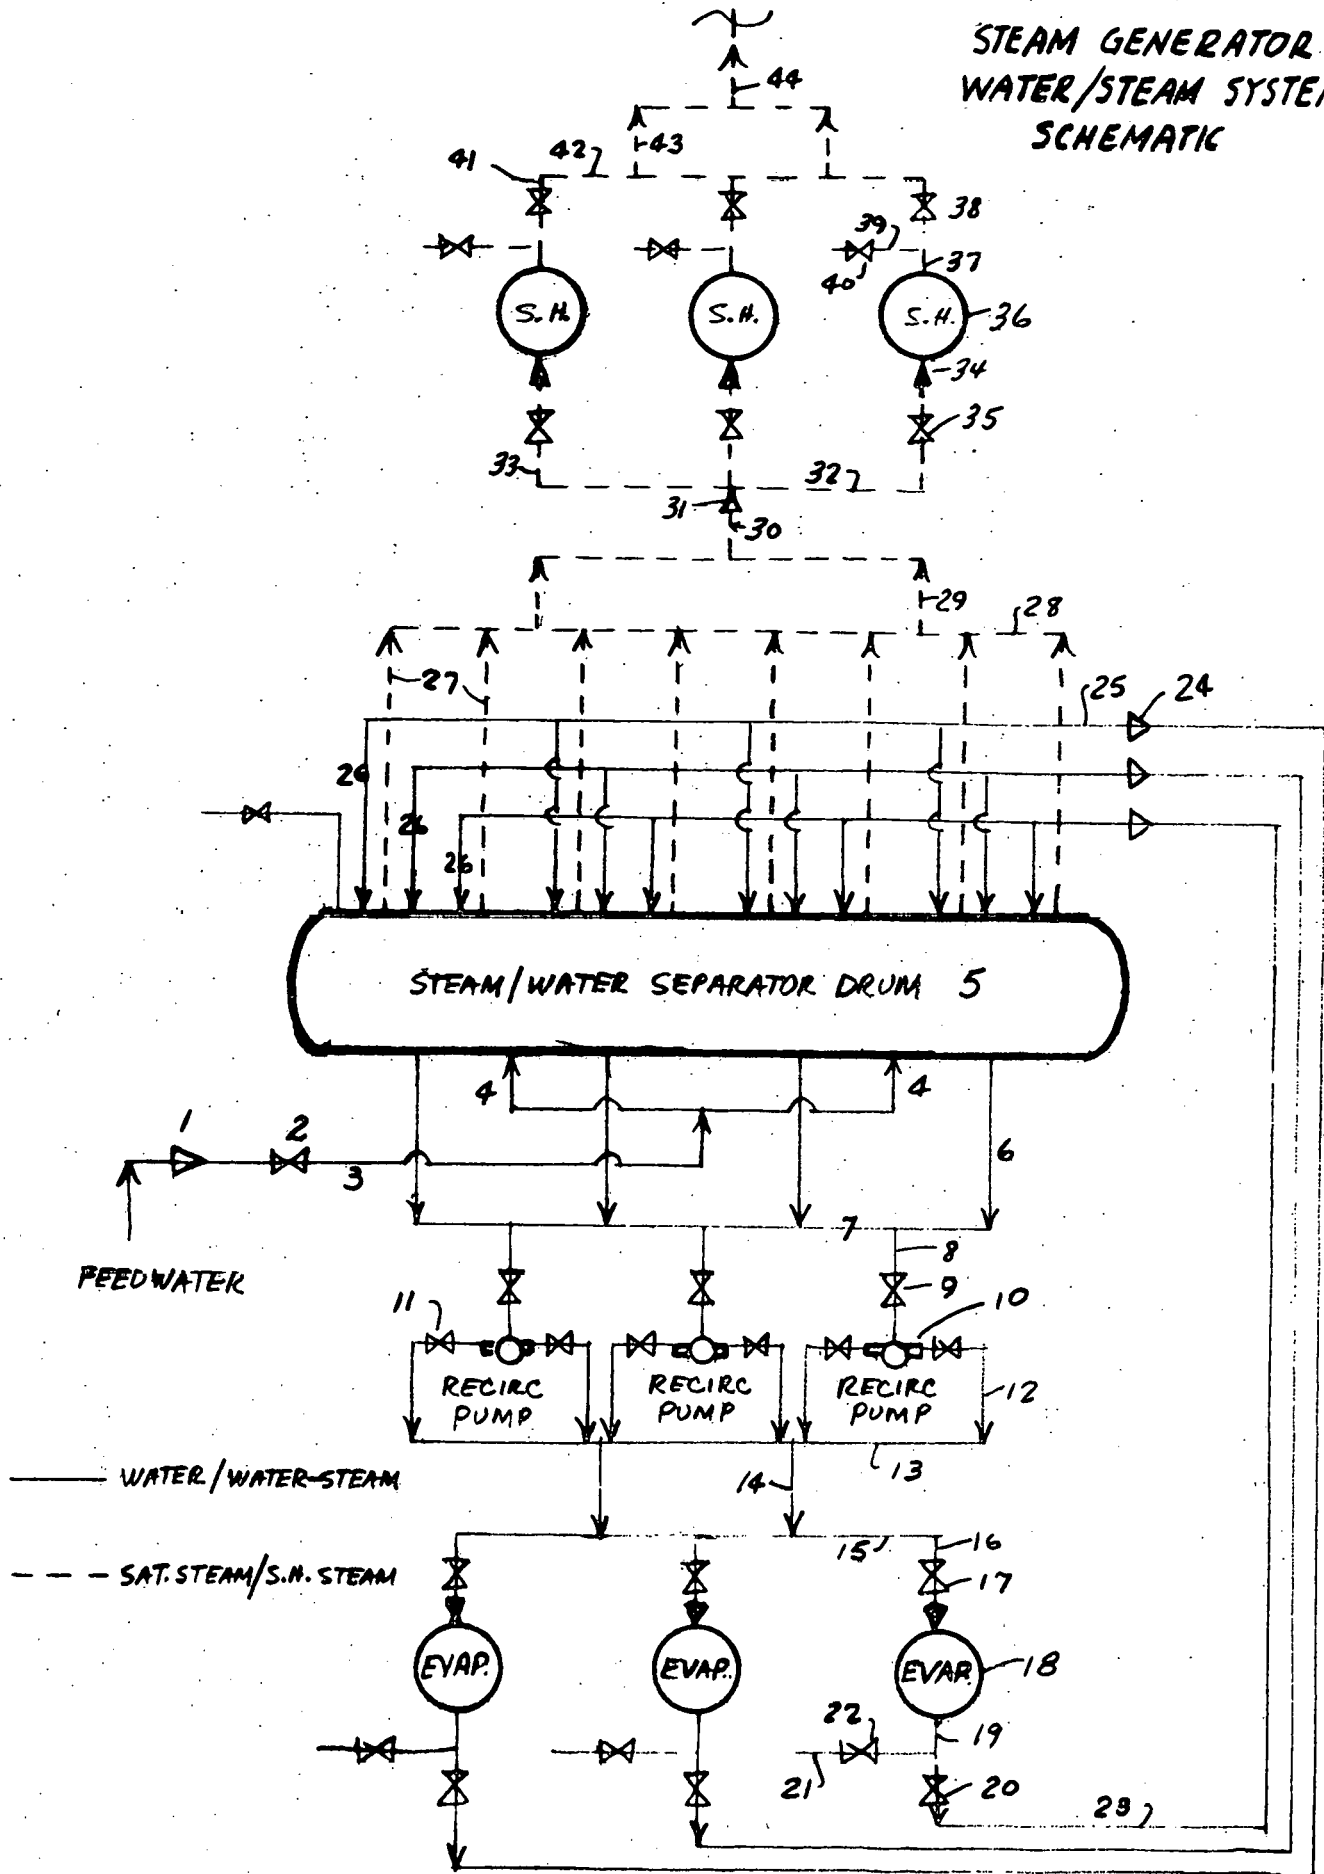 STEAM GENERATOR
WATER/STEAM SYSTEM
SCHEMATIC
44
43
42
41
38
39
40
37
S.H.
S.H.
S.H.
36
34
35
33
32
31
30
29
28
27
25
24
26
26
26
STEAM/WATER SEPARATOR DRUM 5
4
4
1
2
3
6
7
FEEDWATER
8
9
10
11
RECIRC
PUMP
RECIRC
PUMP
RECIRC
PUMP
12
13
WATER/WATER-STEAM
14
15
16
SAT. STEAM/S.H. STEAM
17
EVAP.
EVAP.
EVAP.
18
22
19
21
20
23